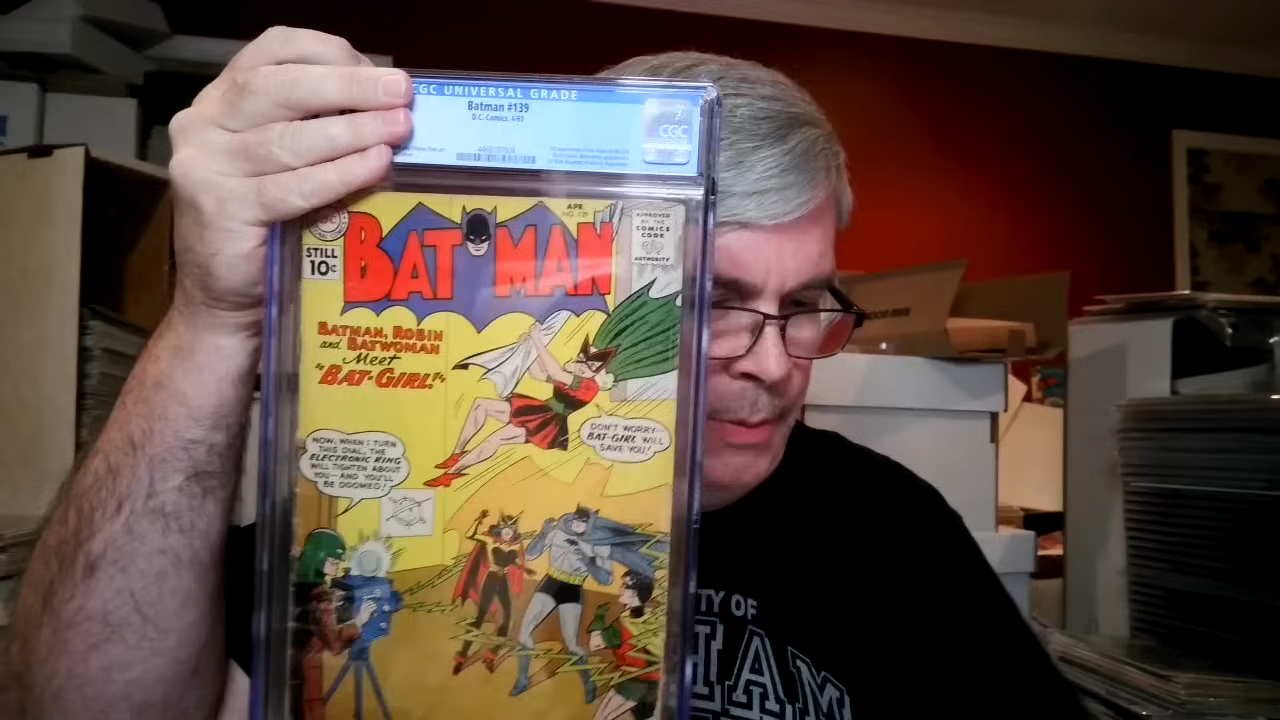 CGC UNIVERSAL GRADE
Batman #139
D.C. Comics, 4/61
CGC
APR.
NO. 139
APPROVED
BY THE
COMICS
CODE
AUTHORITY
BATMAN
STILL
10¢
BATMAN, ROBIN
and BATWOMAN
Meet
"BAT-GIRL!"
DON'T WORRY--
BAT-GIRL WILL
SAVE YOU!
NOW, WHEN I TURN
THIS DIAL, THE
ELECTRONIC RING
WILL TIGHTEN ABOUT
YOU--AND YOU'LL
BE DOOMED!
TY OF
HAM